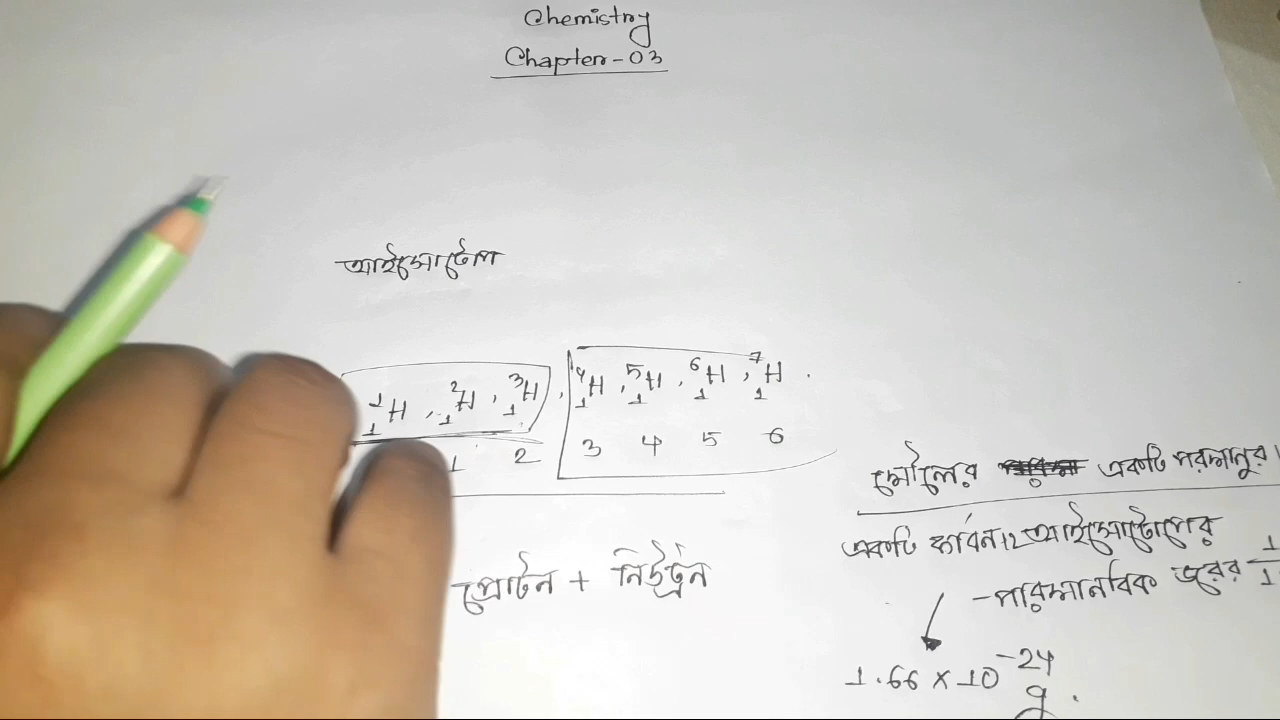 Chemistry
Chapter-03
আইসোটোপ
¹₁H, ²₁H, ³₁H, ⁴₁H, ⁵₁H, ⁶₁H, ⁷₁H.
1 2 3 4 5 6
প্রোটন + নিউট্রন
মৌলের একটি পরমানুর
একটি কার্বন 12 আইসোটোপের
-পারমানবিক ভরের
1.66 × 10⁻²⁴ g.